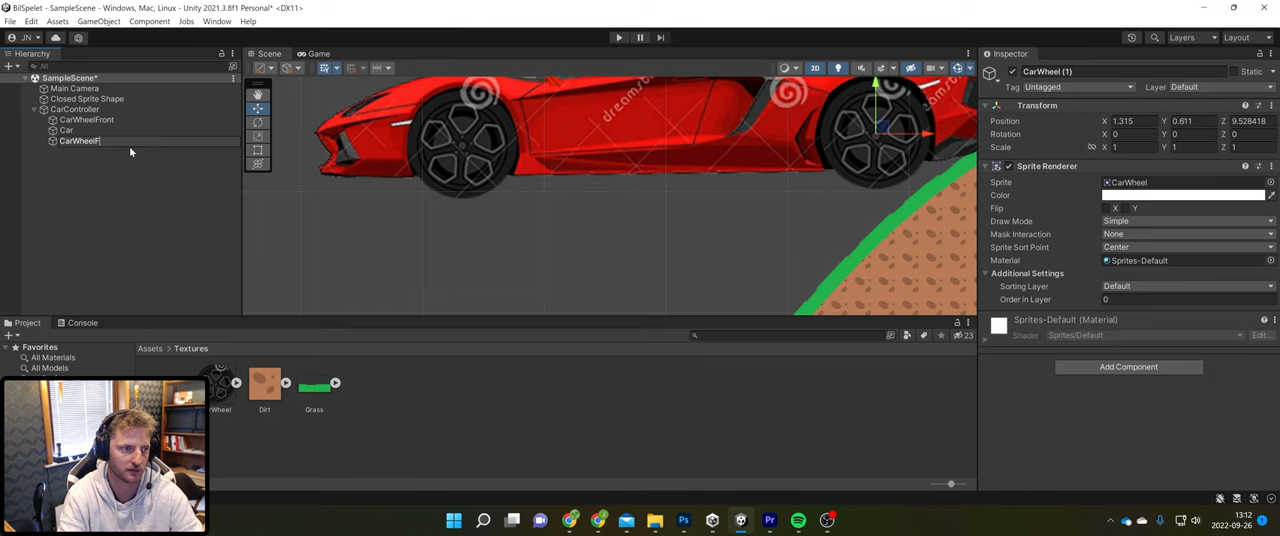 BilSpelet - SampleScene - Windows, Mac, Linux - Unity 2021.3.8f1 Personal* <DX11>
File Edit Assets GameObject Component Jobs Window Help
JN
Layers Layout
Hierarchy
All
SampleScene*
Main Camera
Closed Sprite Shape
CarController
CarWheelFront
Car
CarWheelF
Scene Game
2D
dreamstime
Inspector
CarWheel (1) Static
Tag Untagged Layer Default
Transform
Position X 1.315 Y 0.611 Z 9.528418
Rotation X 0 Y 0 Z 0
Scale X 1 Y 1 Z 1
Sprite Renderer
Sprite CarWheel
Color
Flip X Y
Draw Mode Simple
Mask Interaction None
Sprite Sort Point Center
Material Sprites-Default
Additional Settings
Sorting Layer Default
Order in Layer 0
Sprites-Default (Material)
Shader Sprites/Default Edit...
Add Component
Project Console
23
Favorites
All Materials
All Models
Assets > Textures
Wheel Dirt Grass
13:12
2022-09-26